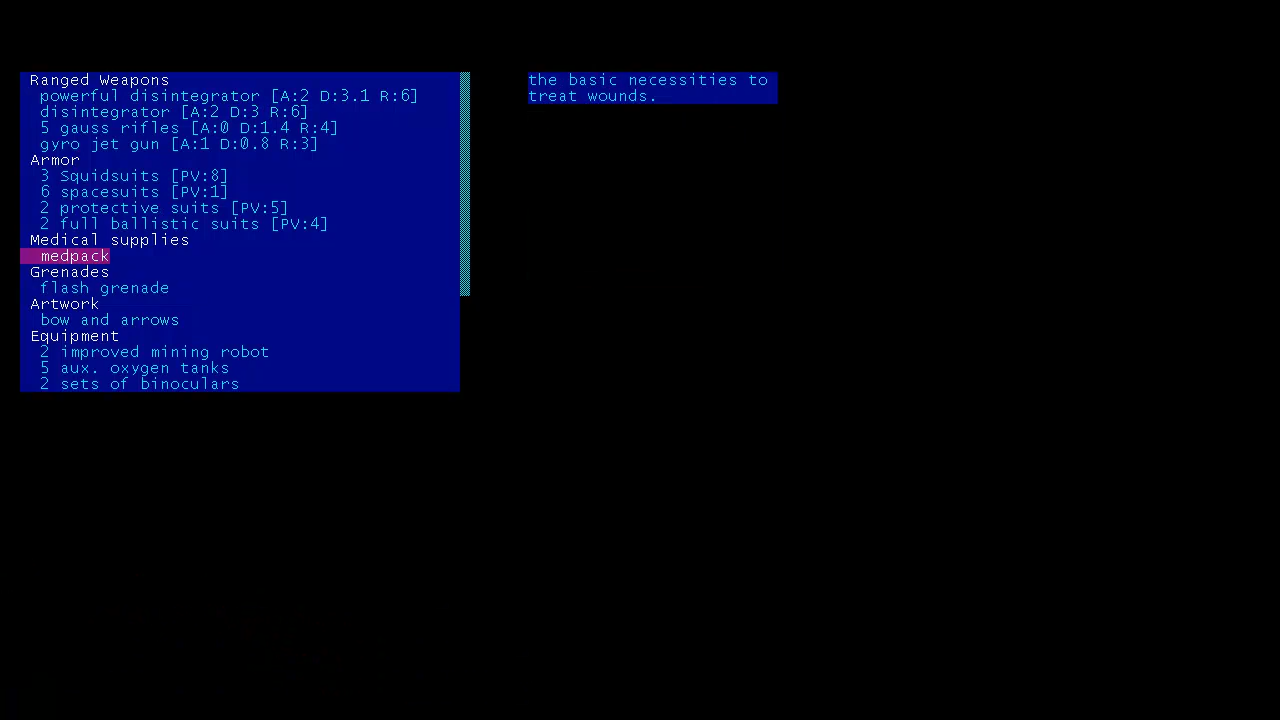 Ranged Weapons
powerful disintegrator [A:2 D:3.1 R:6]
disintegrator [A:2 D:3 R:6]
5 gauss rifles [A:0 D:1.4 R:4]
gyro jet gun [A:1 D:0.8 R:3]
Armor
3 Squidsuits [PV:8]
6 spacesuits [PV:1]
2 protective suits [PV:5]
2 full ballistic suits [PV:4]
Medical supplies
medpack
Grenades
flash grenade
Artwork
bow and arrows
Equipment
2 improved mining robot
5 aux. oxygen tanks
2 sets of binoculars
the basic necessities to
treat wounds.